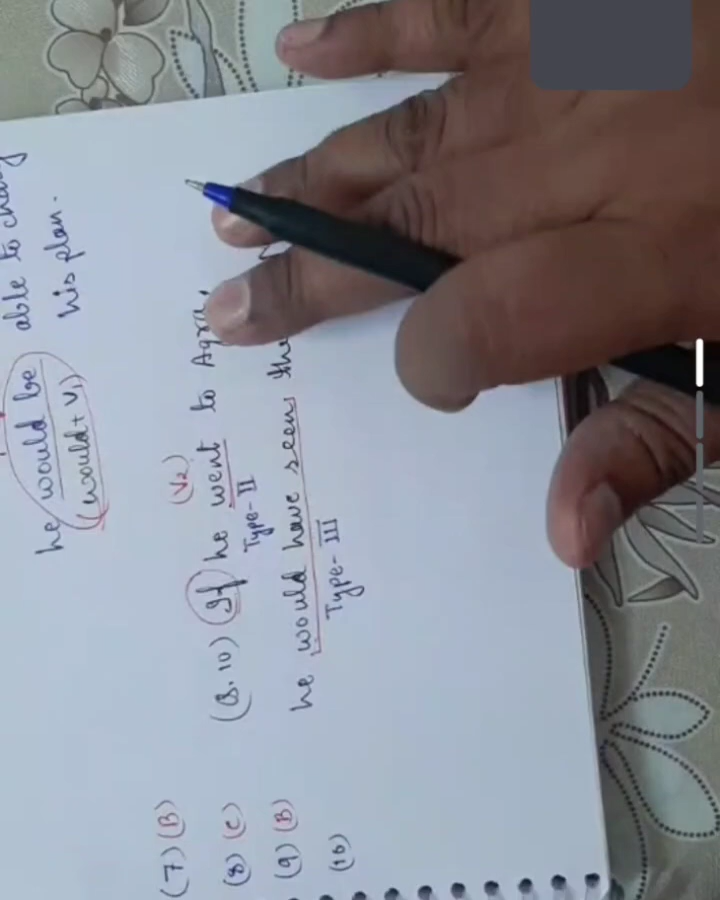 he would be able to
(would + V₁) his plan.
(V₂)
(Q.10) If he went to Agra,
Type-II
he would have seen the
Type-III
(7) (B)
(8) (C)
(9) (B)
(10)